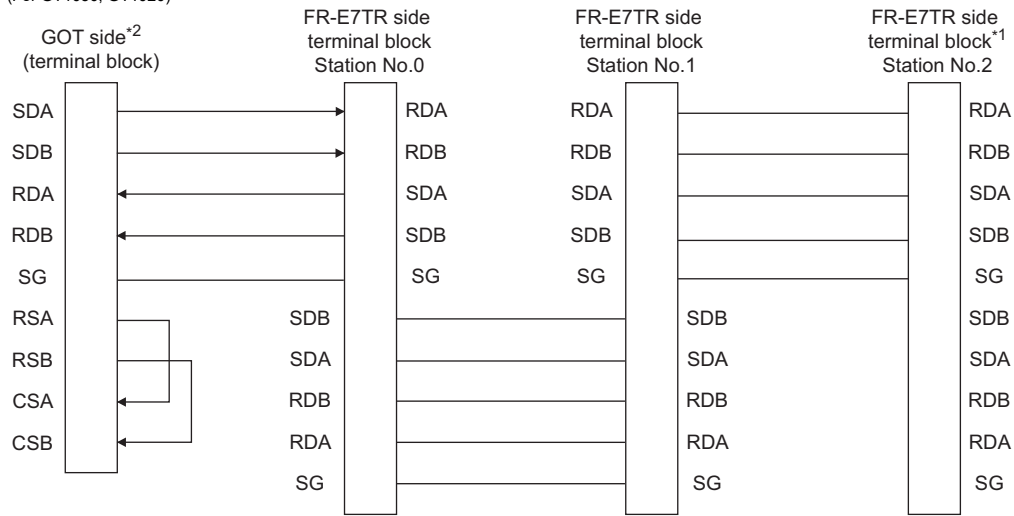 GOT side*2
(terminal block)
FR-E7TR side
terminal block
Station No.0
FR-E7TR side
terminal block
Station No.1
FR-E7TR side
terminal block*1
Station No.2
SDA
RDA
RDA
RDA
SDB
RDB
RDB
RDB
RDA
SDA
SDA
SDA
RDB
SDB
SDB
SDB
SG
SG
SG
SG
RSA
SDB
SDB
SDB
RSB
SDA
SDA
SDA
CSA
RDB
RDB
RDB
CSB
RDA
RDA
RDA
SG
SG
SG